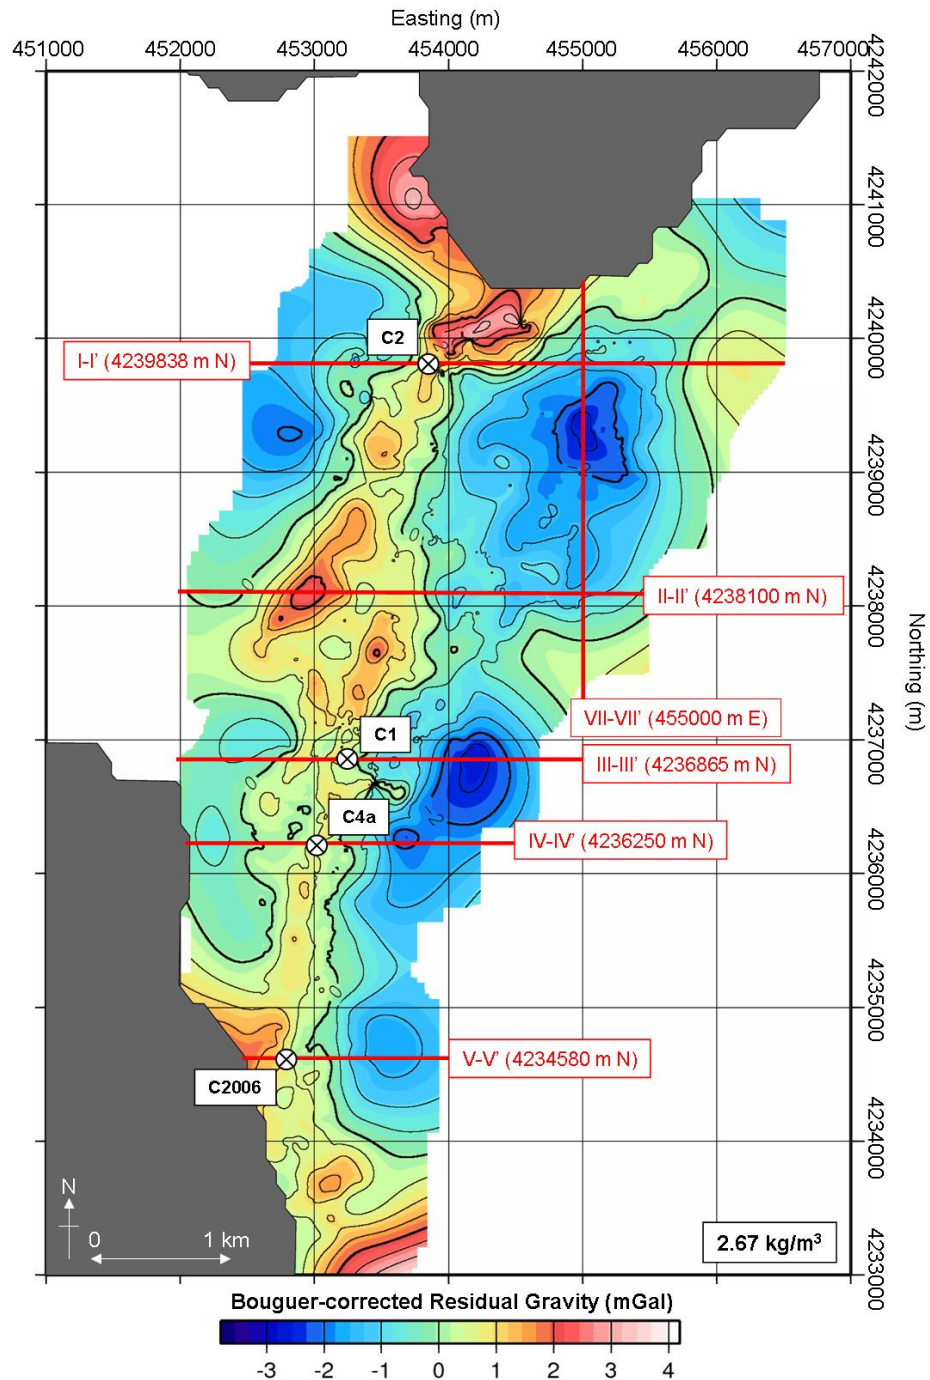 Easting (m)
451000 452000 453000 454000 455000 456000 457000
4242000
4241000
4240000
4239000
4238000
4237000
4236000
4235000
4234000
4233000
Northing (m)
C2
I-I' (4239838 m N)
II-II' (4238100 m N)
VII-VII' (455000 m E)
C1
III-III' (4236865 m N)
C4a
IV-IV' (4236250 m N)
V-V' (4234580 m N)
C2006
N
0 1 km
2.67 kg/m³
Bouguer-corrected Residual Gravity (mGal)
-3 -2 -1 0 1 2 3 4